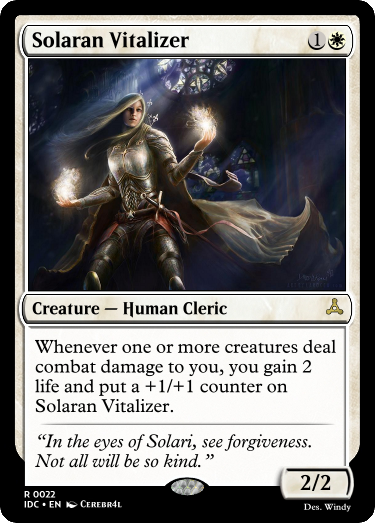 Solaran Vitalizer
1
Creature — Human Cleric
Whenever one or more creatures deal
combat damage to you, you gain 2
life and put a +1/+1 counter on
Solaran Vitalizer.
“In the eyes of Solari, see forgiveness.
Not all will be so kind.”
2/2
R 0022
IDC • EN CEREBR4L
Des. Windy